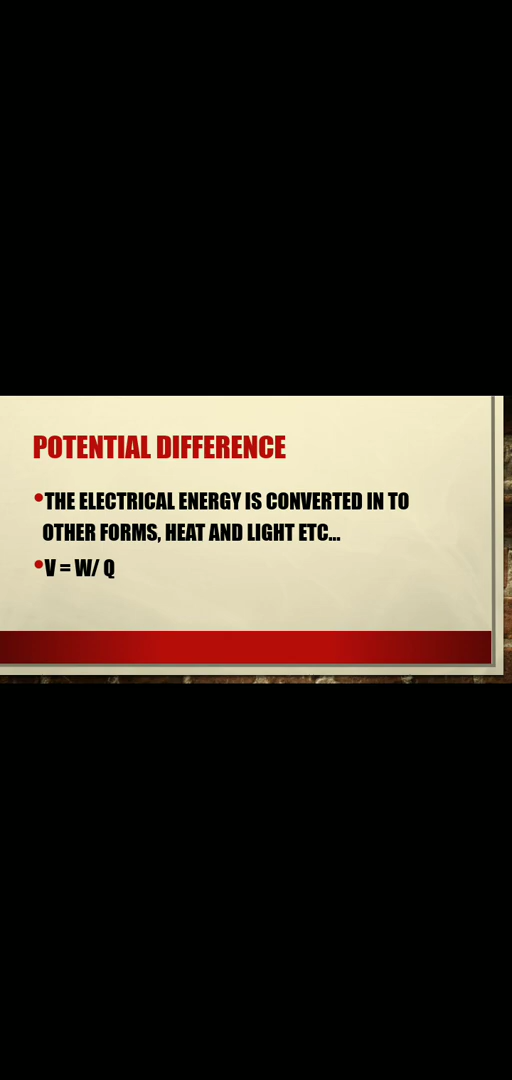 POTENTIAL DIFFERENCE
•THE ELECTRICAL ENERGY IS CONVERTED IN TO
OTHER FORMS, HEAT AND LIGHT ETC...
•V = W/ Q